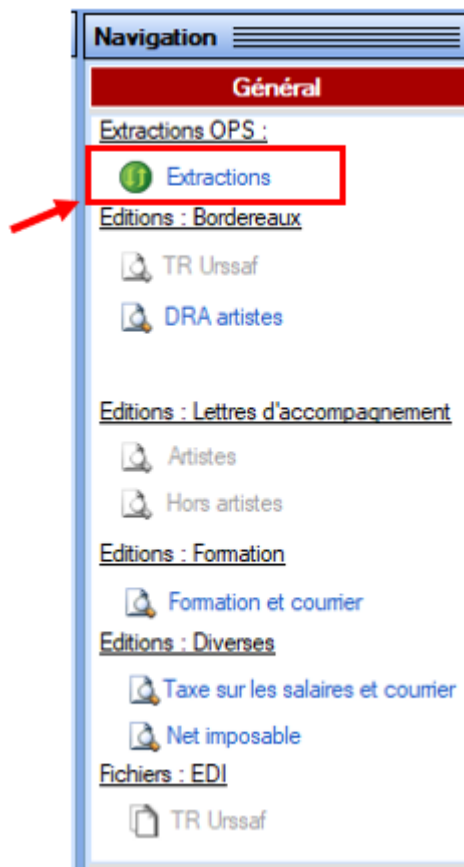 Navigation
Général
Extractions OPS :
Extractions
Editions : Bordereaux
TR Urssaf
DRA artistes
Editions : Lettres d'accompagnement
Artistes
Hors artistes
Editions : Formation
Formation et courrier
Editions : Diverses
Taxe sur les salaires et courrier
Net imposable
Fichiers : EDI
TR Urssaf